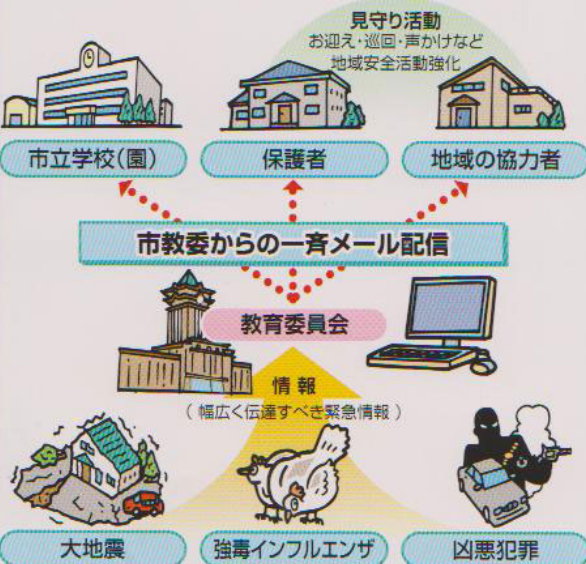 見守り活動
お迎え・巡回・声かけなど
地域安全活動強化
市立学校(園)
保護者
地域の協力者
市教委からの一斉メール配信
教育委員会
情報
(幅広く伝達すべき緊急情報)
大地震
強毒インフルエンザ
凶悪犯罪